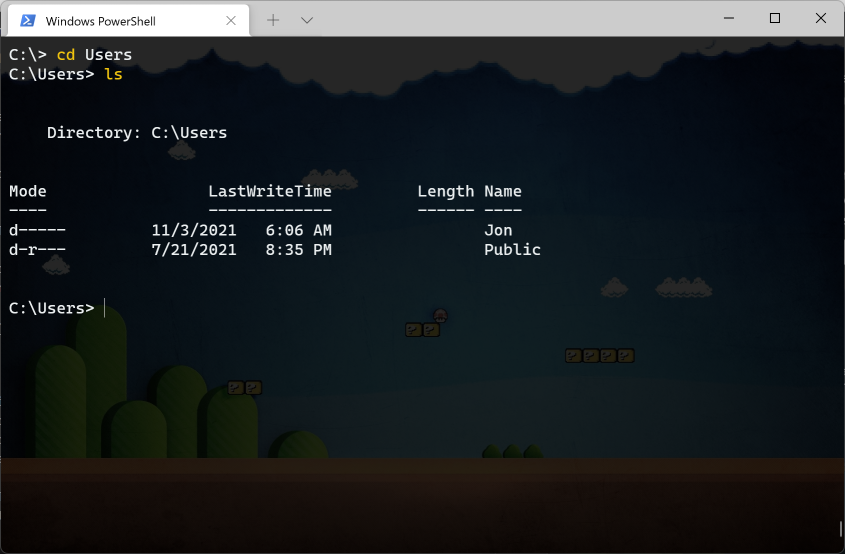 Windows PowerShell
C:\> cd Users
C:\Users> ls
Directory: C:\Users
Mode                 LastWriteTime         Length Name
----                 -------------         ------ ----
d-----         11/3/2021   6:06 AM                Jon
d-r---         7/21/2021   8:35 PM                Public
C:\Users>